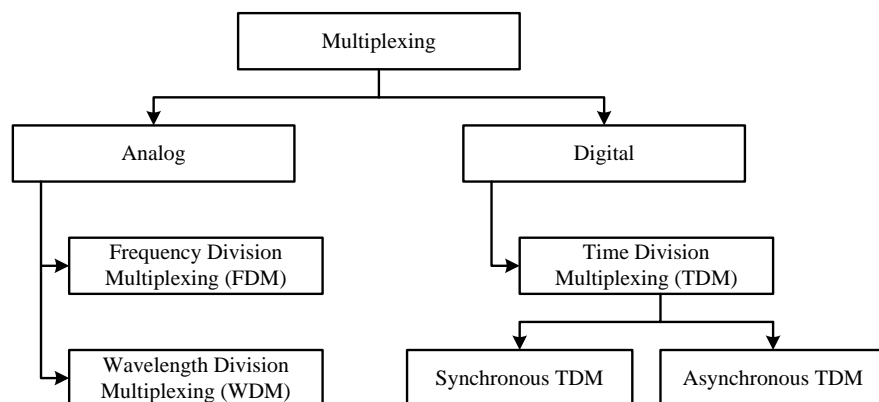 Multiplexing
Analog
Digital
Frequency Division
Multiplexing (FDM)
Time Division
Multiplexing (TDM)
Wavelength Division
Multiplexing (WDM)
Synchronous TDM
Asynchronous TDM